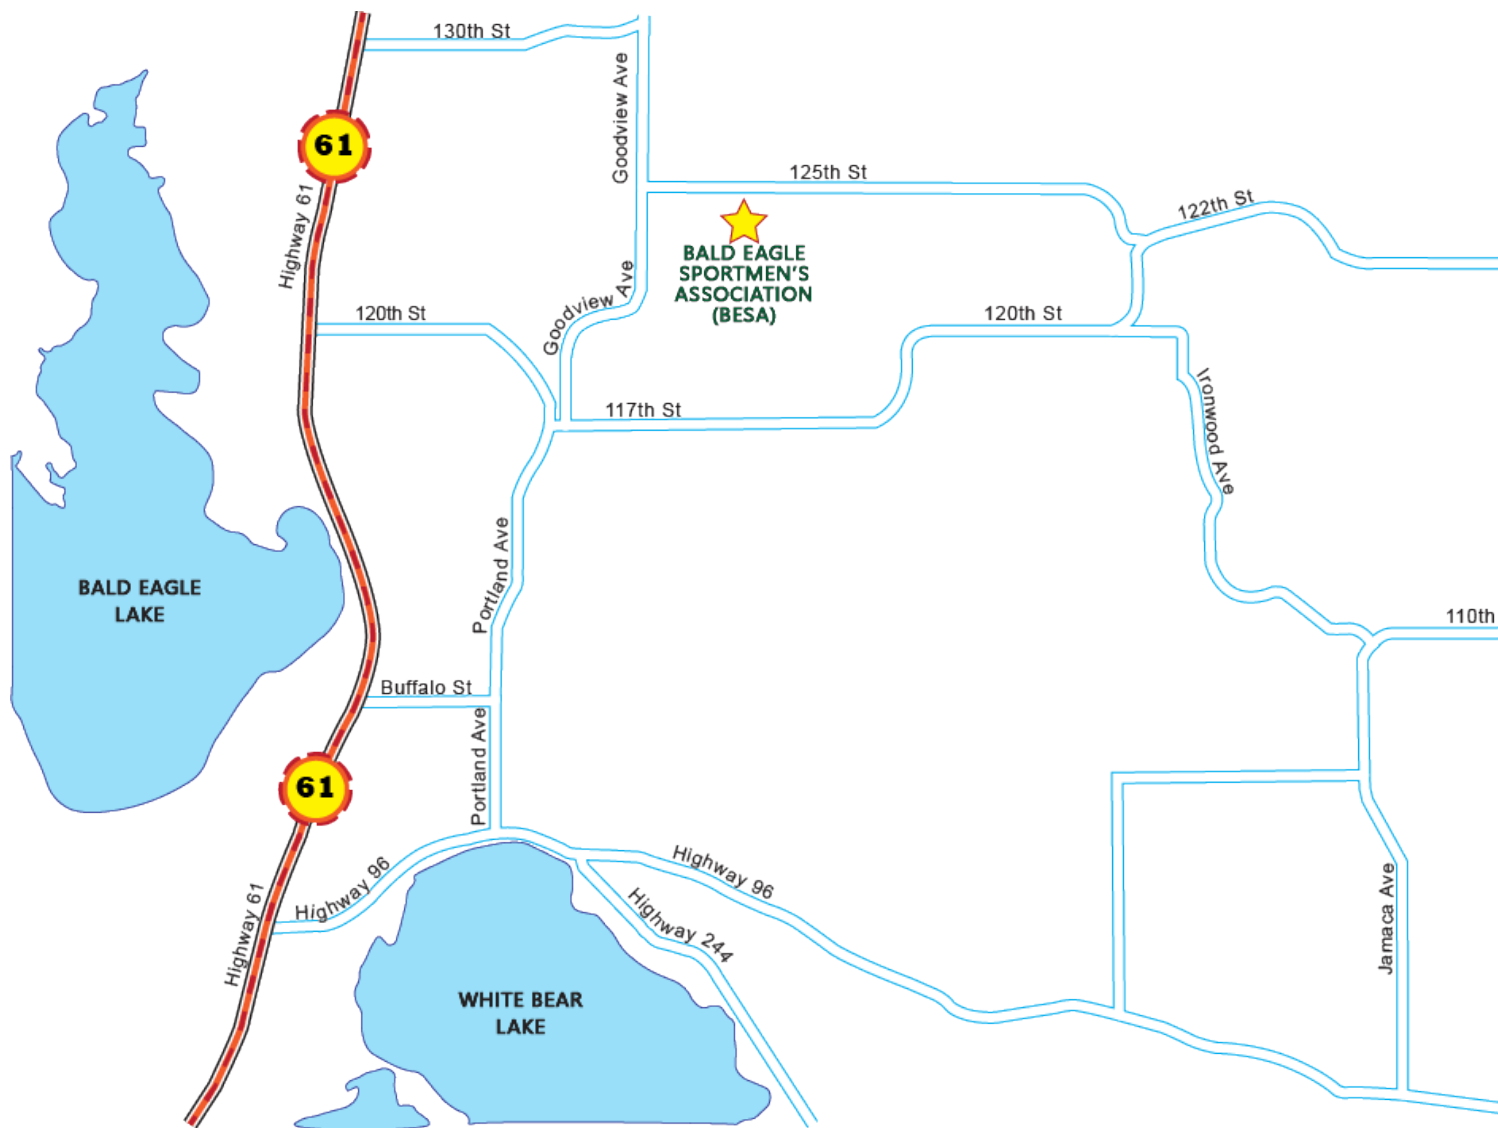 130th St
Goodview Ave
61
125th St
Highway 61
122th St
BALD EAGLE
SPORTMEN'S
ASSOCIATION
(BESA)
Goodview Ave
120th St
120th St
117th St
Ironwood Ave
Portland Ave
BALD EAGLE
LAKE
110th
Buffalo St
Portland Ave
61
Highway 96
Highway 96
Highway 61
Highway 244
Jamaca Ave
WHITE BEAR
LAKE